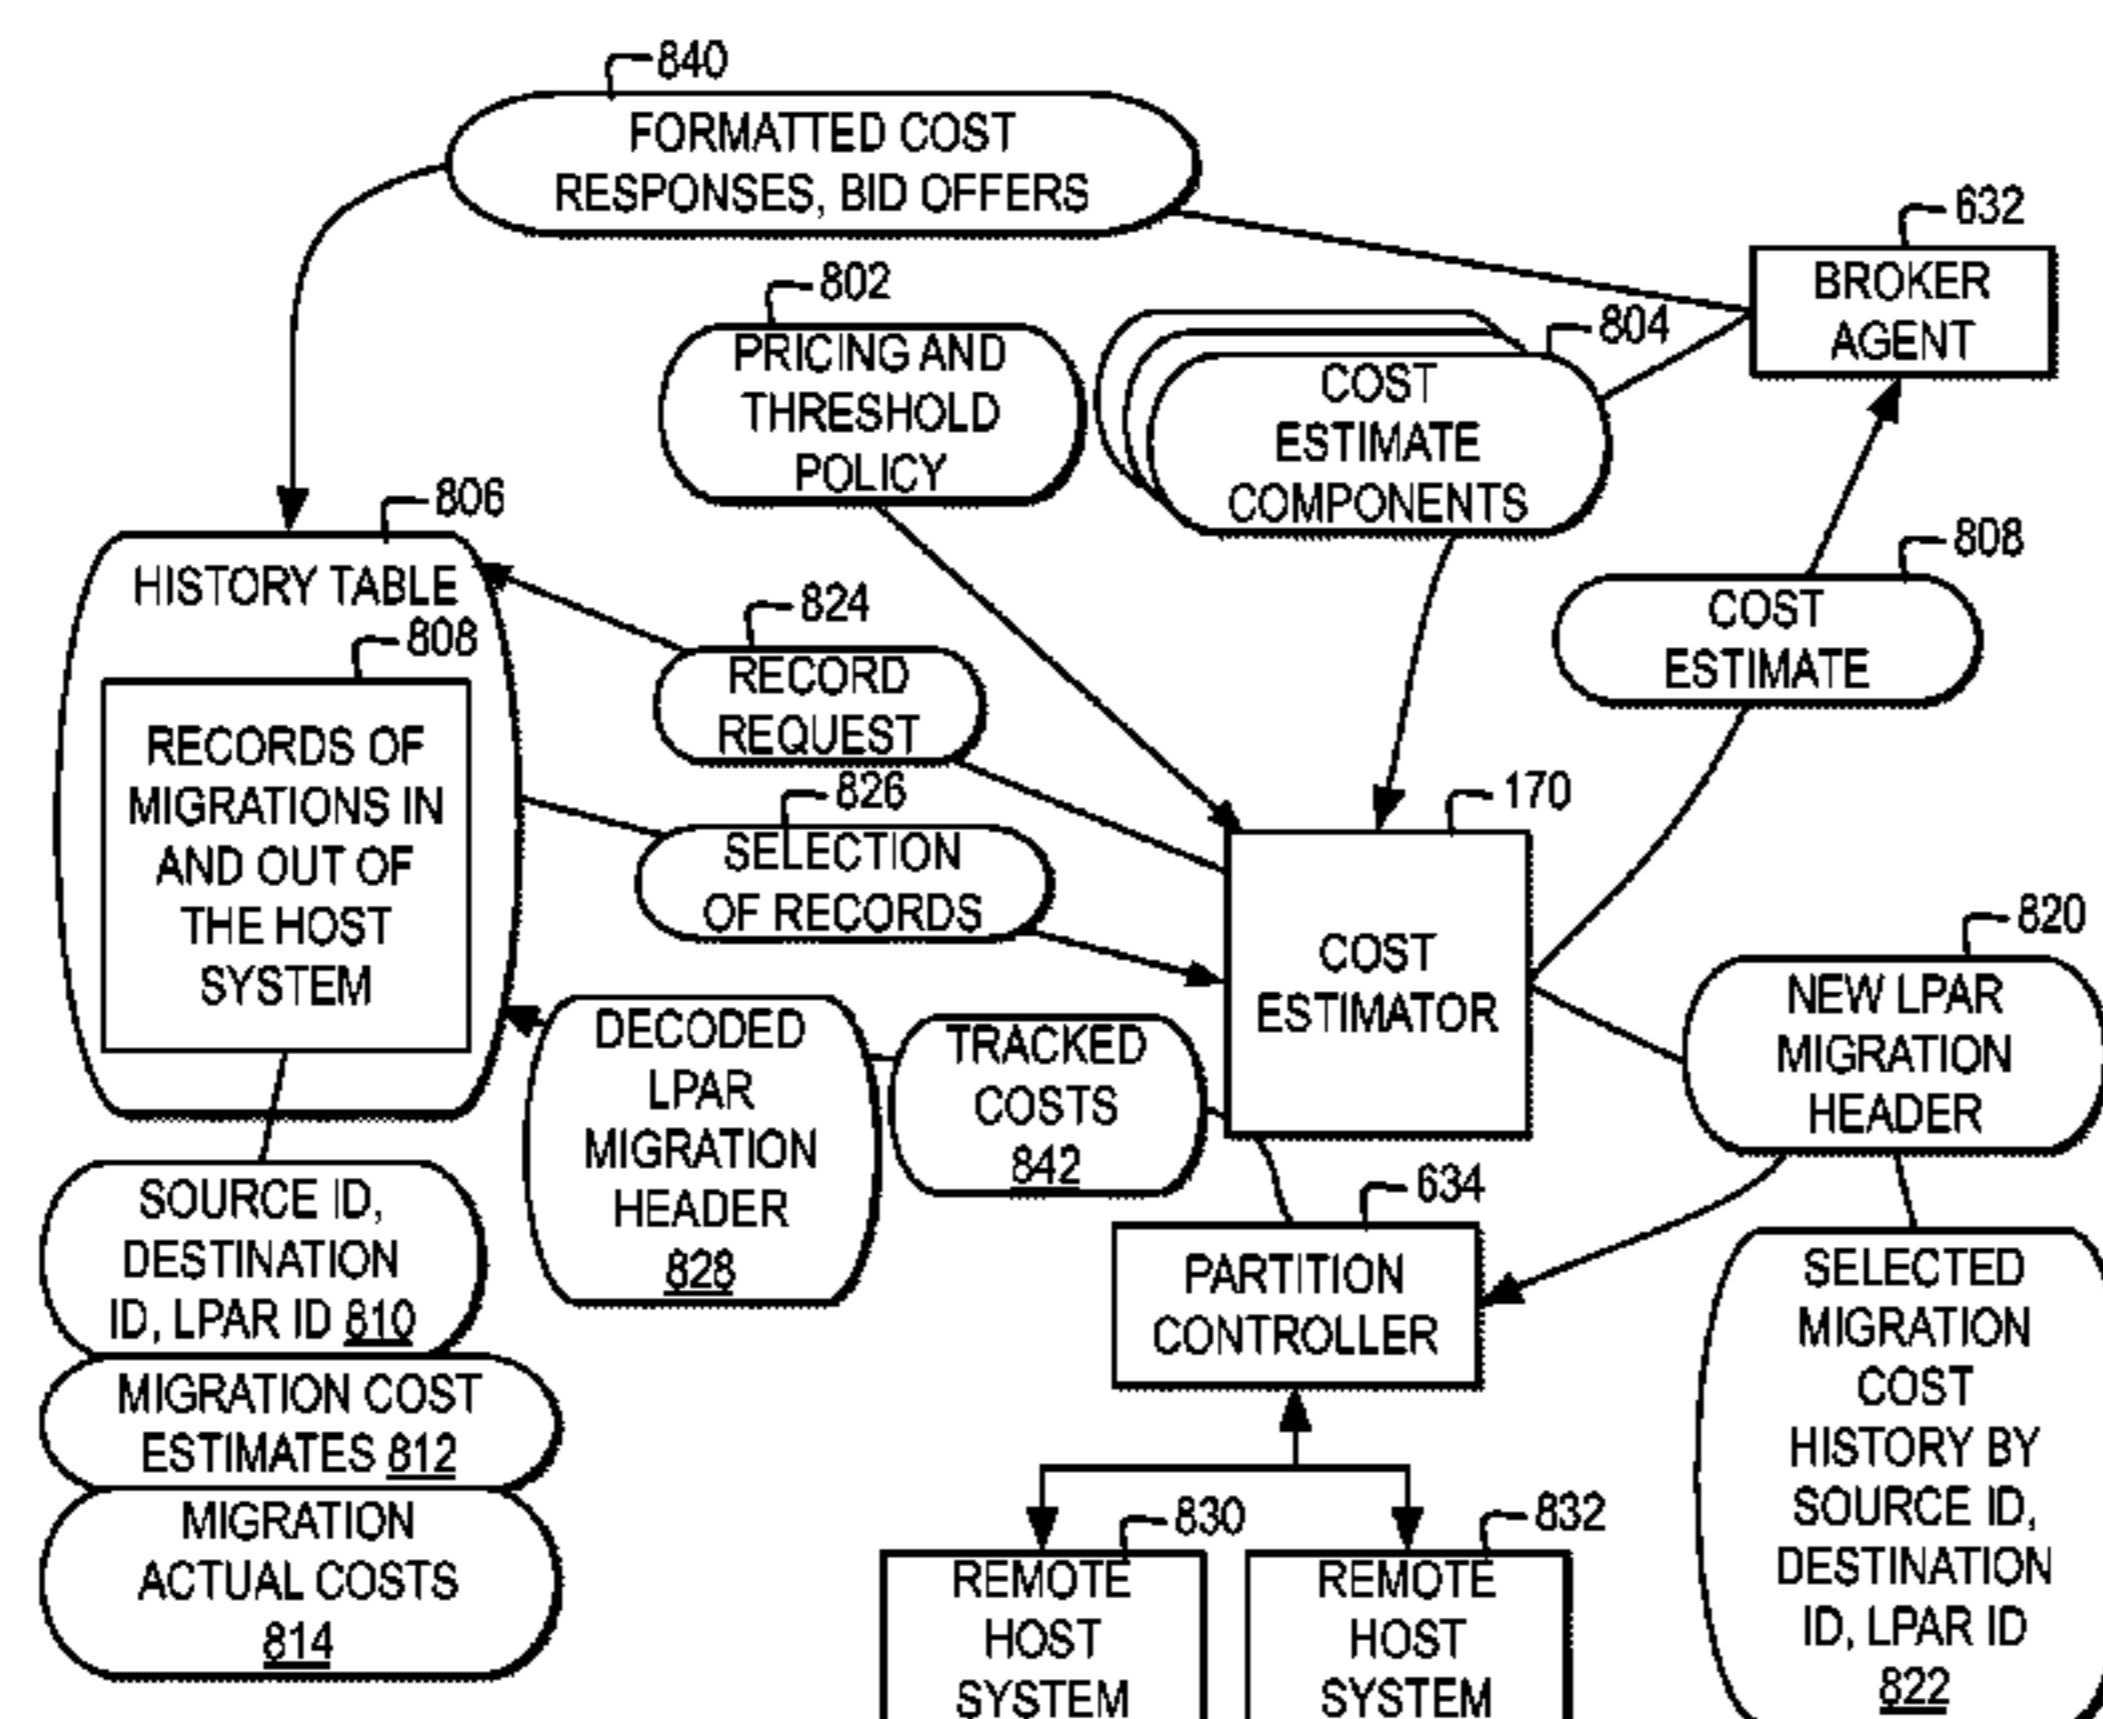 840
FORMATTED COST
RESPONSES, BID OFFERS
632
BROKER
AGENT
802
PRICING AND
THRESHOLD
POLICY
804
COST
ESTIMATE
COMPONENTS
806
HISTORY TABLE
808
RECORDS OF
MIGRATIONS IN
AND OUT OF
THE HOST
SYSTEM
824
RECORD
REQUEST
826
SELECTION
OF RECORDS
808
COST
ESTIMATE
170
COST
ESTIMATOR
820
NEW LPAR
MIGRATION
HEADER
DECODED
LPAR
MIGRATION
HEADER
828
TRACKED
COSTS
842
634
PARTITION
CONTROLLER
SOURCE ID,
DESTINATION
ID, LPAR ID 810
MIGRATION COST
ESTIMATES 812
MIGRATION
ACTUAL COSTS
814
830
REMOTE
HOST
SYSTEM
832
REMOTE
HOST
SYSTEM
SELECTED
MIGRATION
COST
HISTORY BY
SOURCE ID,
DESTINATION
ID, LPAR ID
822